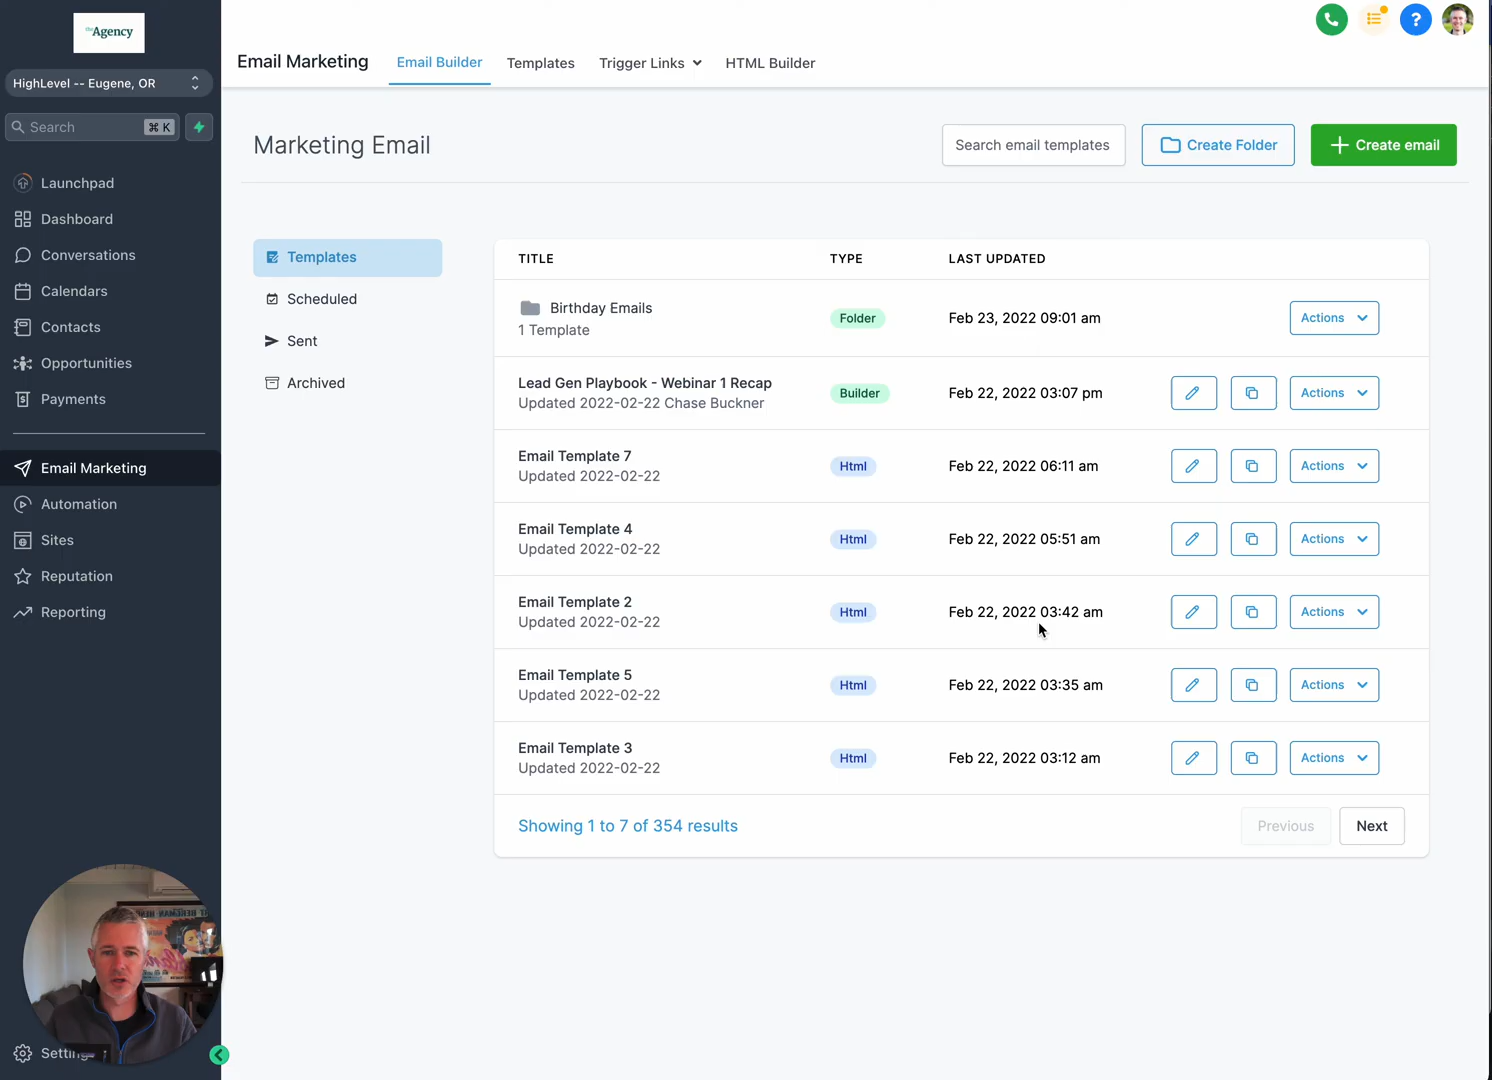 theAgency
HighLevel -- Eugene, OR
Search
⌘ K
Launchpad
Dashboard
Conversations
Calendars
Contacts
Opportunities
Payments
Email Marketing
Automation
Sites
Reputation
Reporting
Email Marketing
Email Builder
Templates
Trigger Links
HTML Builder
?
Marketing Email
Search email templates
Create Folder
Create email
Templates
Scheduled
Sent
Archived
TITLE TYPE LAST UPDATED
Birthday Emails
1 Template
Folder
Feb 23, 2022 09:01 am
Actions
Lead Gen Playbook - Webinar 1 Recap
Updated 2022-02-22 Chase Buckner
Builder
Feb 22, 2022 03:07 pm
Actions
Email Template 7
Updated 2022-02-22
Html
Feb 22, 2022 06:11 am
Actions
Email Template 4
Updated 2022-02-22
Html
Feb 22, 2022 05:51 am
Actions
Email Template 2
Updated 2022-02-22
Html
Feb 22, 2022 03:42 am
Actions
Email Template 5
Updated 2022-02-22
Html
Feb 22, 2022 03:35 am
Actions
Email Template 3
Updated 2022-02-22
Html
Feb 22, 2022 03:12 am
Actions
Showing 1 to 7 of 354 results
Previous
Next